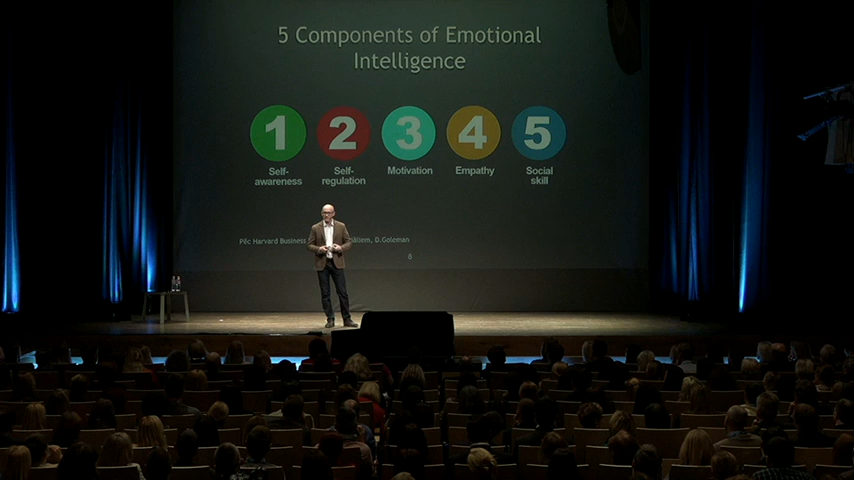 5 Components of Emotional
Intelligence
1 2 3 4 5
Self-
awareness
Self-
regulation
Motivation
Empathy
Social
skill
Pēc Harvard Business D.Goleman
8